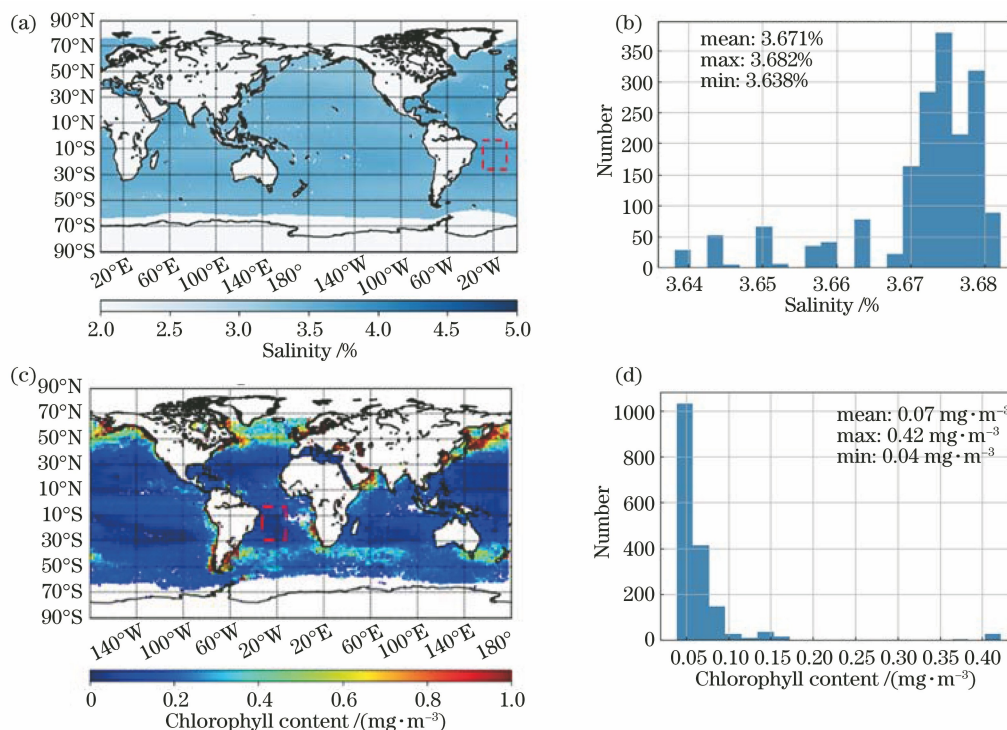 (a)
90°N
70°N
50°N
30°N
10°N
10°S
30°S
50°S
70°S
90°S
20°E 60°E 100°E 140°E 180° 140°W 100°W 60°W 20°W
2.0 2.5 3.0 3.5 4.0 4.5 5.0
Salinity /%
(b)
mean: 3.671%
max: 3.682%
min: 3.638%
350
300
250
200
150
100
50
0
Number
3.64 3.65 3.66 3.67 3.68
Salinity /%
(c)
90°N
70°N
50°N
30°N
10°N
10°S
30°S
50°S
70°S
90°S
140°W 100°W 60°W 20°W 20°E 60°E 100°E 140°E 180°
0 0.2 0.4 0.6 0.8 1.0
Chlorophyll content /(mg·m⁻³)
(d)
mean: 0.07 mg·m⁻³
max: 0.42 mg·m⁻³
min: 0.04 mg·m⁻³
1000
800
600
400
200
0
Number
0.05 0.10 0.15 0.20 0.25 0.30 0.35 0.40
Chlorophyll content /(mg·m⁻³)